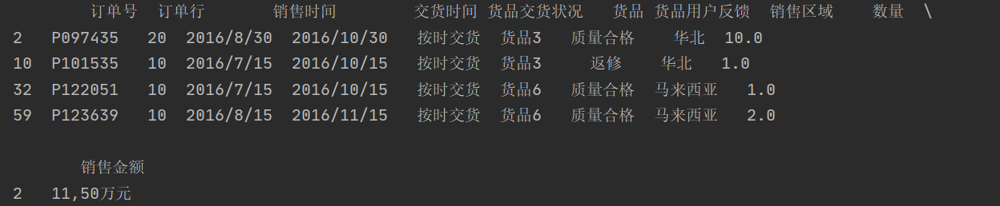 订单号 订单行 销售时间 交货时间 货品交货状况 货品 货品用户反馈 销售区域 数量 \
2 P097435 20 2016/8/30 2016/10/30 按时交货 货品3 质量合格 华北 10.0
10 P101535 10 2016/7/15 2016/10/15 按时交货 货品3 返修 华北 1.0
32 P122051 10 2016/7/15 2016/10/15 按时交货 货品6 质量合格 马来西亚 1.0
59 P123639 10 2016/8/15 2016/11/15 按时交货 货品6 质量合格 马来西亚 2.0
销售金额
2 11,50万元